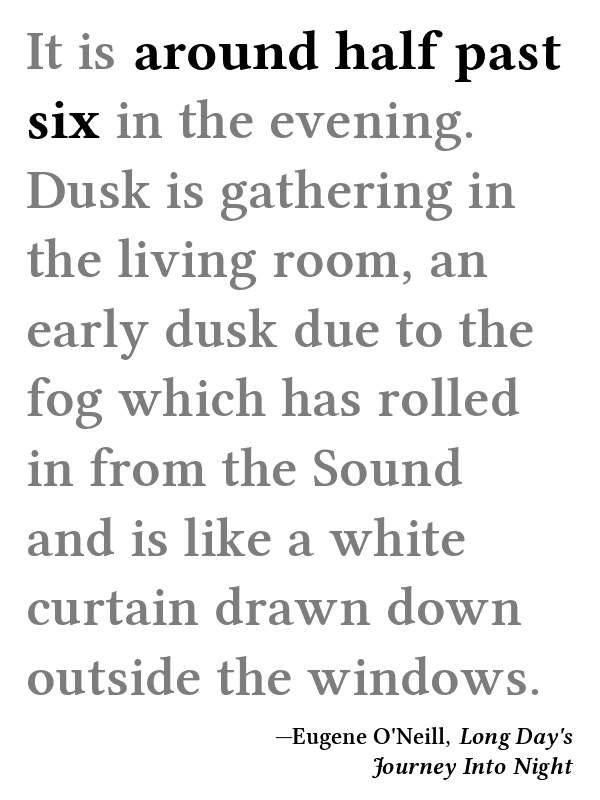 It is around half past
six in the evening.
Dusk is gathering in
the living room, an
early dusk due to the
fog which has rolled
in from the Sound
and is like a white
curtain drawn down
outside the windows.
—Eugene O'Neill, Long Day's
Journey Into Night